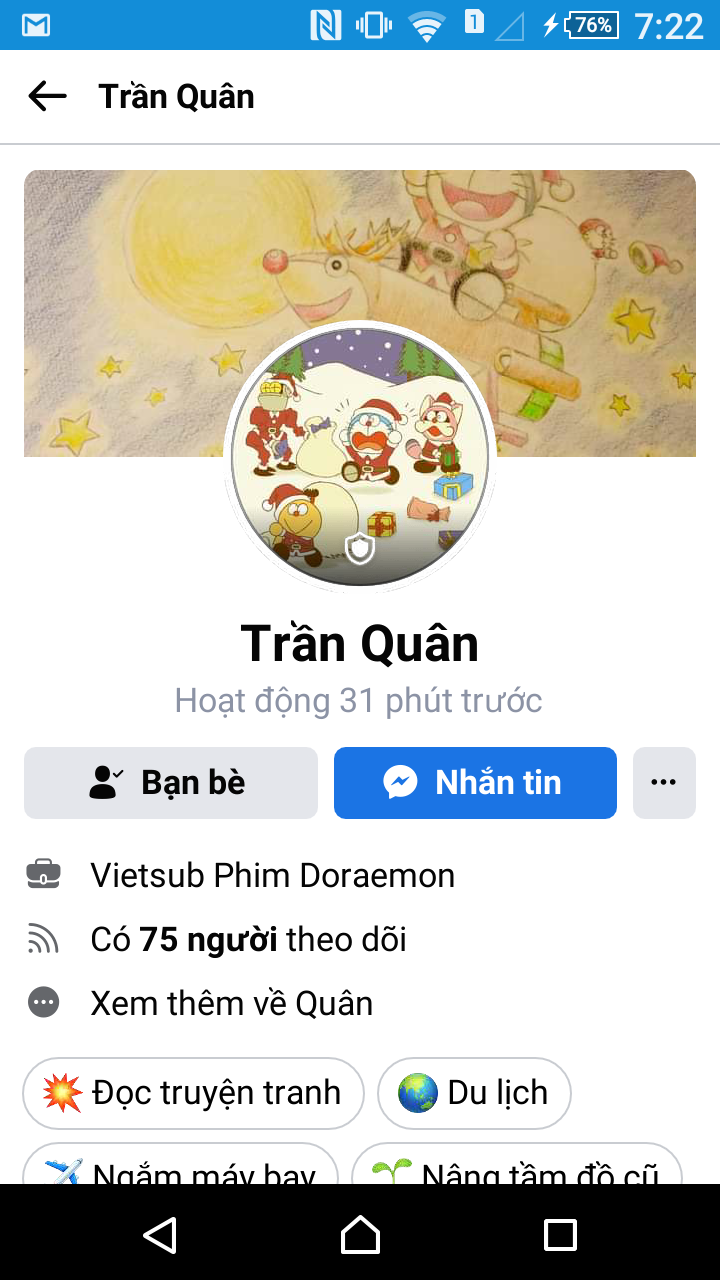 1
76%
7:22
Trần Quân
Trần Quân
Hoạt động 31 phút trước
Bạn bè
Nhắn tin
Vietsub Phim Doraemon
Có 75 người theo dõi
Xem thêm về Quân
Đọc truyện tranh
Du lịch
Ngắm máy bay
Nâng tầm đồ cũ